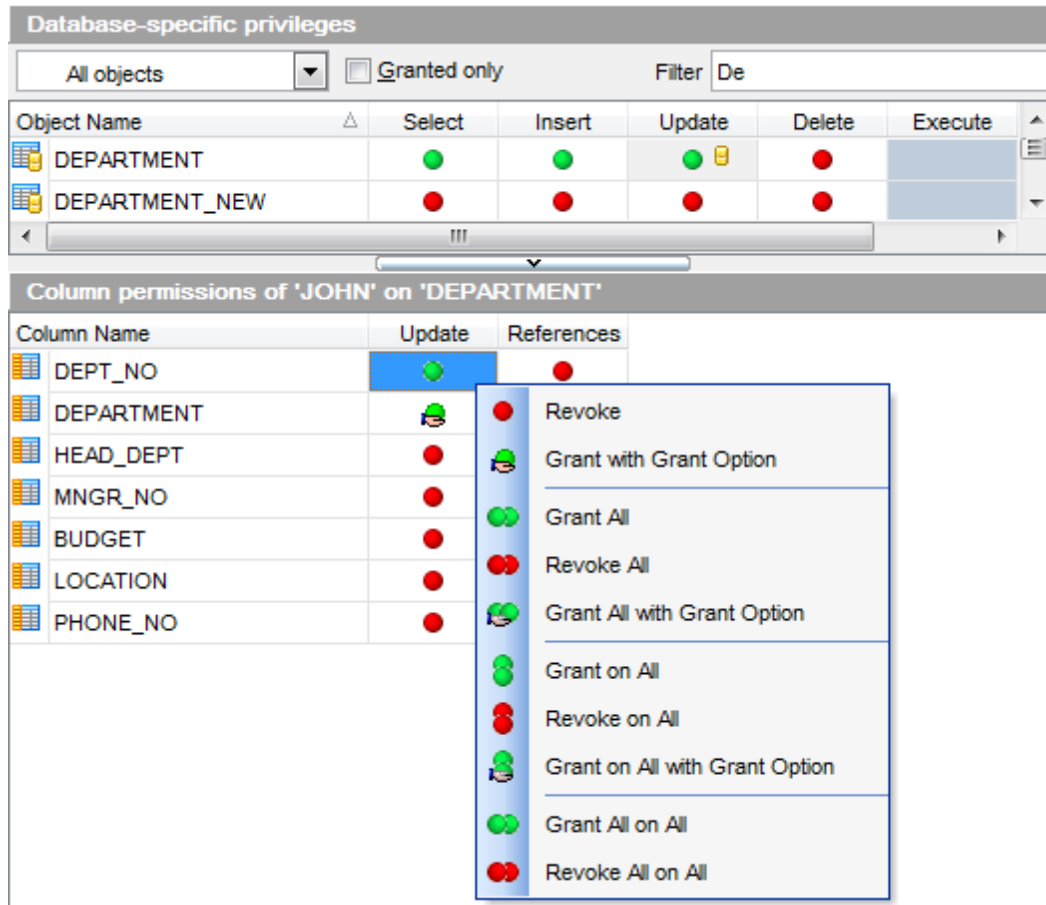 Database-specific privileges
All objects Granted only Filter De
Object Name Select Insert Update Delete Execute
DEPARTMENT
DEPARTMENT_NEW
Column permissions of 'JOHN' on 'DEPARTMENT'
Column Name Update References
DEPT_NO
DEPARTMENT
HEAD_DEPT
MNGR_NO
BUDGET
LOCATION
PHONE_NO
Revoke
Grant with Grant Option
Grant All
Revoke All
Grant All with Grant Option
Grant on All
Revoke on All
Grant on All with Grant Option
Grant All on All
Revoke All on All